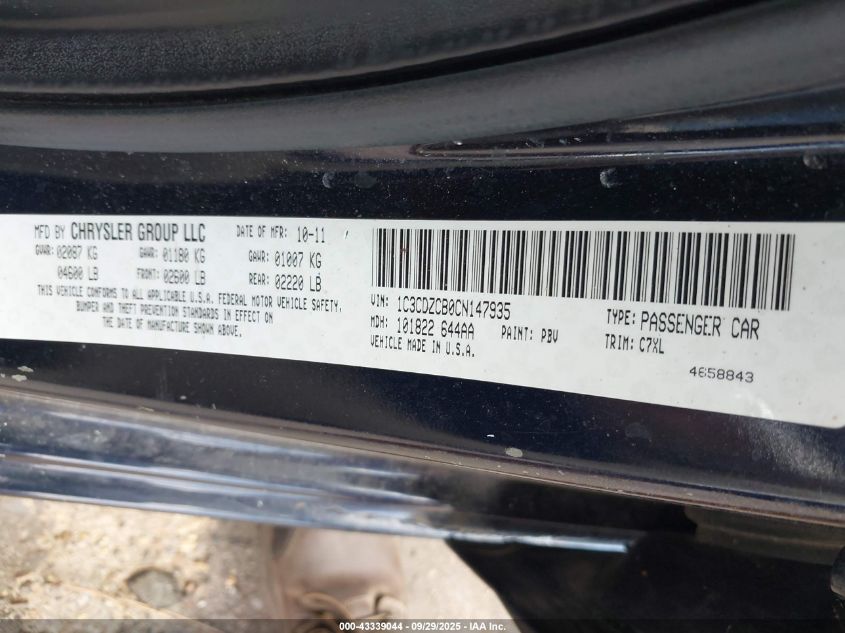 MFD BY CHRYSLER GROUP LLC DATE OF MFR: 10-11
GVWR: 02087 KG GAWR: 01180 KG GAWR: 01007 KG
04600 LB FRONT: 02600 LB REAR: 02220 LB
THIS VEHICLE CONFORMS TO ALL APPLICABLE U.S.A. FEDERAL MOTOR VEHICLE SAFETY,
BUMPER AND THEFT PREVENTION STANDARDS IN EFFECT ON
THE DATE OF MANUFACTURE SHOWN ABOVE.
VIN: 1C3CDZCB0CN147935 TYPE: PASSENGER CAR
MDH: 101822 644AA PAINT: PBV TRIM: C7XL
VEHICLE MADE IN U.S.A.
4658843
000-43339044 - 09/29/2025 - IAA Inc.